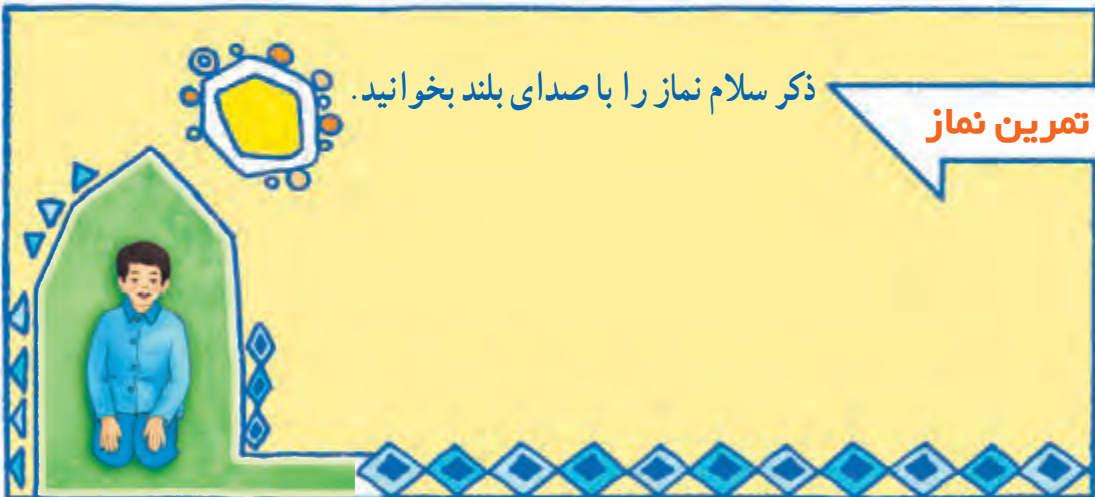 تمرین نماز
ذکر سلام نماز را با صدای بلند بخوانید.